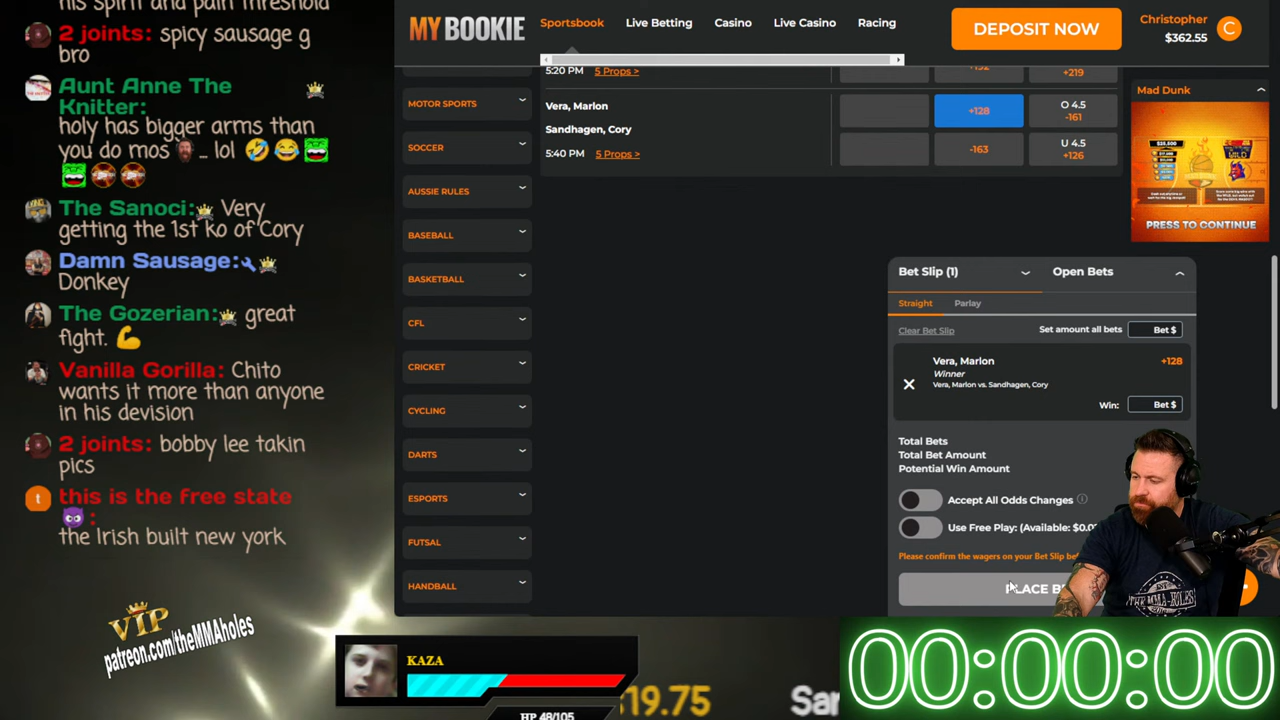 his spirit and pain threshold
2 joints: spicy sausage g
bro
Aunt Anne The
Knitter:
holy has bigger arms than
you do mos ... lol
The Sanoci: Very
getting the 1st ko of Cory
Damn Sausage:
Donkey
The Gozerian: great
fight.
Vanilla Gorilla: Chito
wants it more than anyone
in his devision
2 joints: bobby lee takin
pics
t this is the free state
:
the Irish built new york
VIP
patreon.com/theMMAholes
MYBOOKIE
Sportsbook
Live Betting
Casino
Live Casino
Racing
DEPOSIT NOW
Christopher
$362.55
C
MOTOR SPORTS
SOCCER
AUSSIE RULES
BASEBALL
BASKETBALL
CFL
CRICKET
CYCLING
DARTS
ESPORTS
FUTSAL
HANDBALL
5:20 PM 5 Props >
+219
Vera, Marlon
+128
O 4.5
-161
Sandhagen, Cory
5:40 PM 5 Props >
-163
U 4.5
+126
Mad Dunk
PRESS TO CONTINUE
Bet Slip (1)
Open Bets
Straight
Parlay
Clear Bet Slip
Set amount all bets
Bet $
Vera, Marlon
+128
Winner
Vera, Marlon vs. Sandhagen, Cory
Win:
Bet $
Total Bets
Total Bet Amount
Potential Win Amount
Accept All Odds Changes
Use Free Play: (Available: $0.0
Please confirm the wagers on your Bet Slip
PLACE
THE MMA-HOLES
KAZA
HP 48/105
$19.75
San
00:00:00